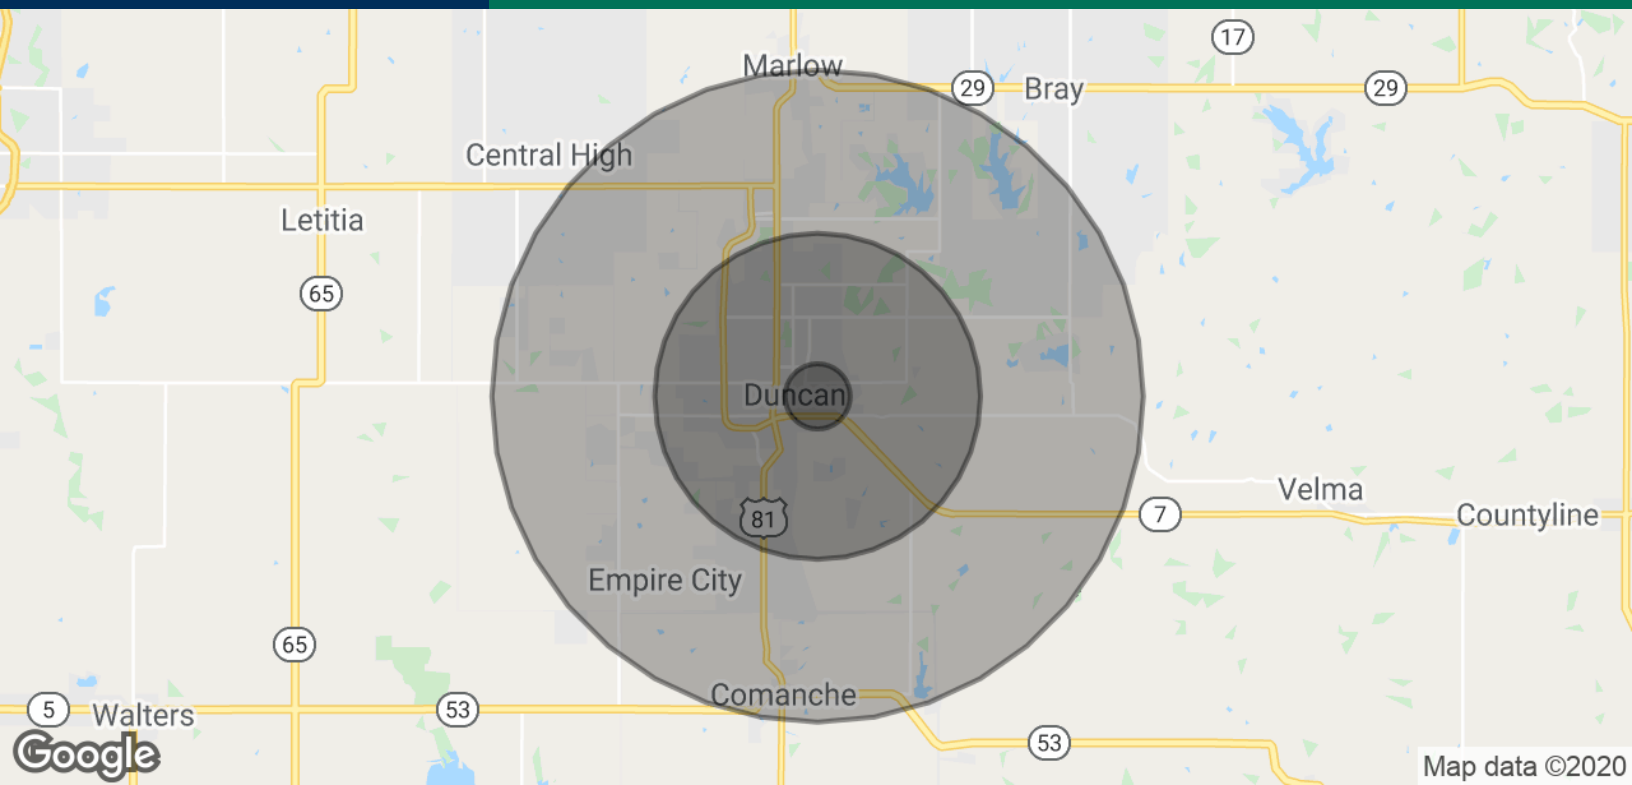 17
Marlow
29
Bray
29
Central High
Letitia
65
Duncan
Velma
81
7
Countyline
Empire City
65
Comanche
5
Walters
53
53
Google
Map data ©2020